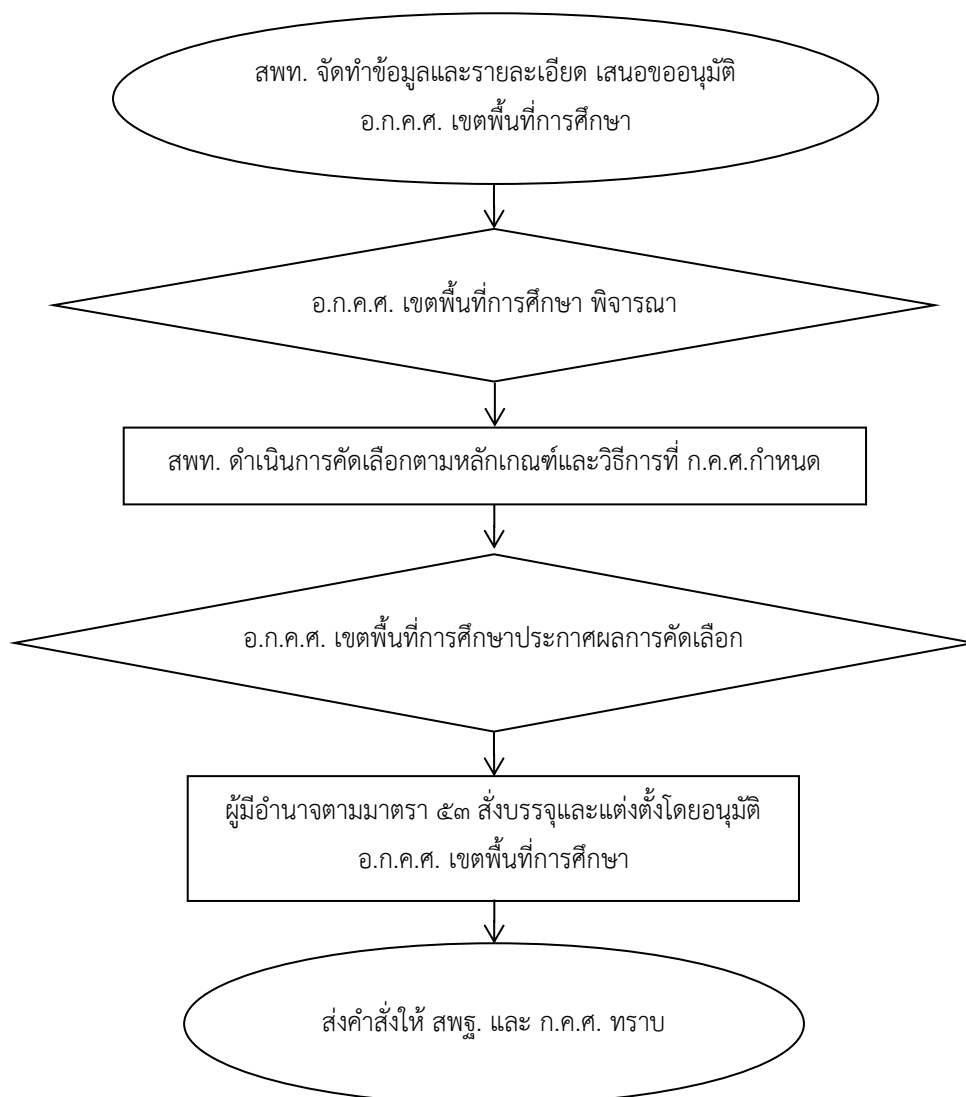 สพท. จัดทำข้อมูลและรายละเอียด เสนอขออนุมัติ
อ.ก.ค.ศ. เขตพื้นที่การศึกษา
อ.ก.ค.ศ. เขตพื้นที่การศึกษา พิจารณา
สพท. ดำเนินการคัดเลือกตามหลักเกณฑ์และวิธีการที่ ก.ค.ศ.กำหนด
อ.ก.ค.ศ. เขตพื้นที่การศึกษาประกาศผลการคัดเลือก
ผู้มีอำนาจตามมาตรา ๕๓ สั่งบรรจุและแต่งตั้งโดยอนุมัติ
อ.ก.ค.ศ. เขตพื้นที่การศึกษา
ส่งคำสั่งให้ สพฐ. และ ก.ค.ศ. ทราบ